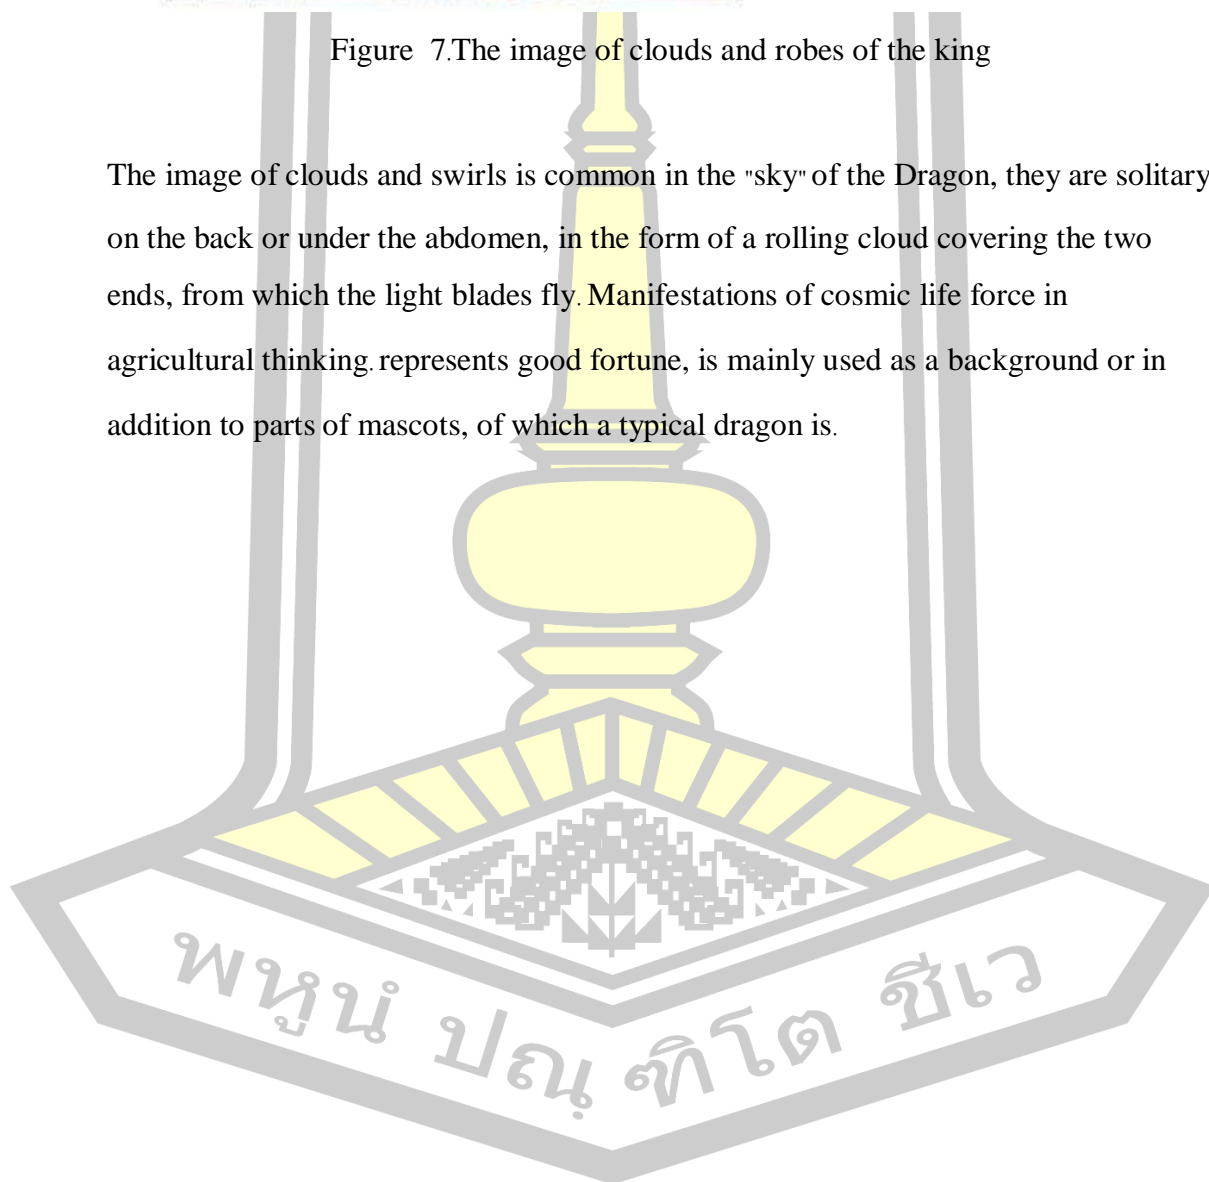 Figure 7.The image of clouds and robes of the king
The image of clouds and swirls is common in the "sky" of the Dragon, they are solitary
on the back or under the abdomen, in the form of a rolling cloud covering the two
ends, from which the light blades fly. Manifestations of cosmic life force in
agricultural thinking. represents good fortune, is mainly used as a background or in
addition to parts of mascots, of which a typical dragon is.
พหูนํ ปณฺฑิโต ชีเว